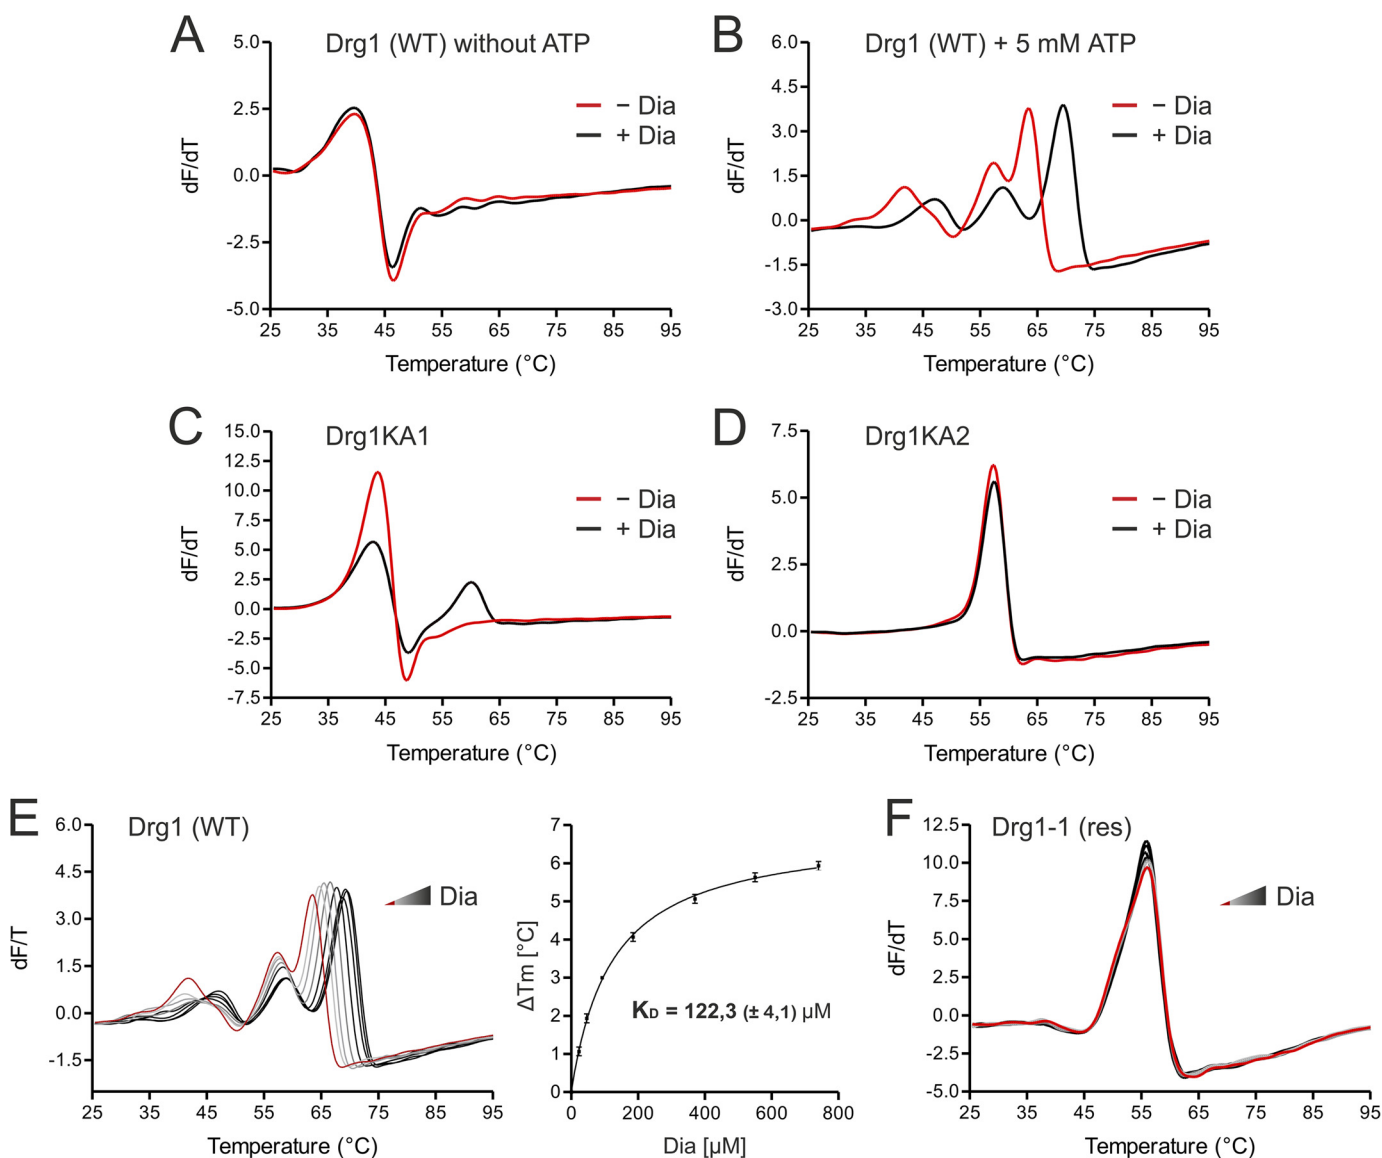 A
Drg1 (WT) without ATP
5.0
2.5
0.0
-2.5
-5.0
dF/dT
− Dia
+ Dia
25 35 45 55 65 75 85 95
Temperature (°C)
B
Drg1 (WT) + 5 mM ATP
6.0
4.5
3.0
1.5
0.0
-1.5
-3.0
dF/dT
− Dia
+ Dia
25 35 45 55 65 75 85 95
Temperature (°C)
C
Drg1KA1
15.0
12.5
10.0
7.5
5.0
2.5
0.0
-2.5
-5.0
-7.5
dF/dT
− Dia
+ Dia
25 35 45 55 65 75 85 95
Temperature (°C)
D
Drg1KA2
7.5
5.0
2.5
0.0
-2.5
dF/dT
− Dia
+ Dia
25 35 45 55 65 75 85 95
Temperature (°C)
E
Drg1 (WT)
6.0
4.5
3.0
1.5
0.0
-1.5
dF/T
Dia
25 35 45 55 65 75 85 95
Temperature (°C)
7
6
5
4
3
2
1
0
ΔTm [°C]
KD = 122,3 (± 4,1) µM
0 200 400 600 800
Dia [µM]
F
Drg1-1 (res)
12.5
10.0
7.5
5.0
2.5
0.0
-2.5
-5.0
dF/dT
Dia
25 35 45 55 65 75 85 95
Temperature (°C)